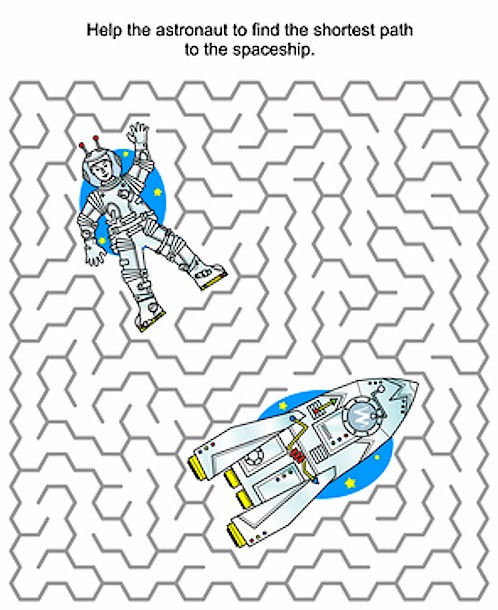 Help the astronaut to find the shortest path
to the spaceship.
W